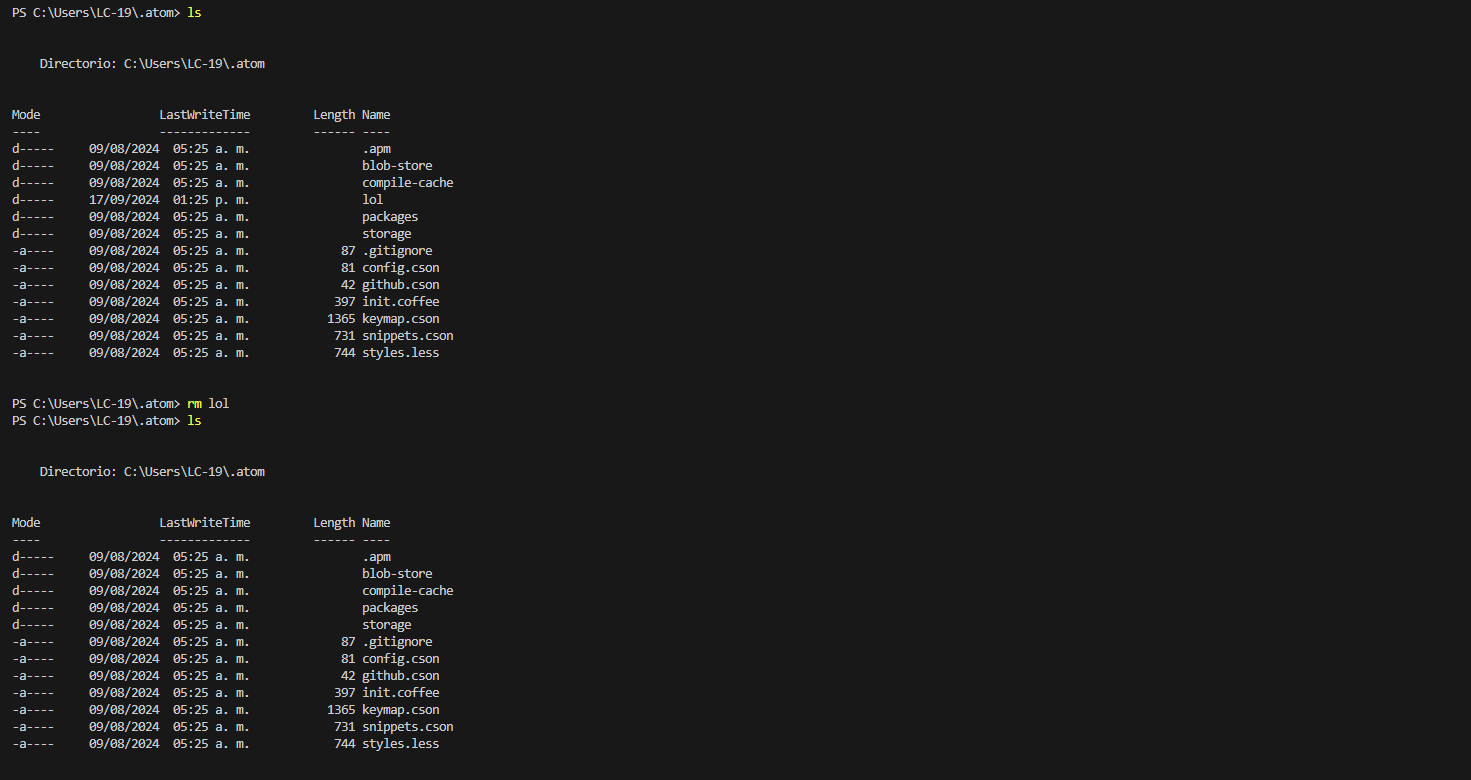 PS C:\Users\LC-19\.atom> ls
Directorio: C:\Users\LC-19\.atom
Mode                LastWriteTime         Length Name
----                -------------         ------ ----
d-----     09/08/2024  05:25 a. m.                .apm
d-----     09/08/2024  05:25 a. m.                blob-store
d-----     09/08/2024  05:25 a. m.                compile-cache
d-----     17/09/2024  01:25 p. m.                lol
d-----     09/08/2024  05:25 a. m.                packages
d-----     09/08/2024  05:25 a. m.                storage
-a----     09/08/2024  05:25 a. m.             87 .gitignore
-a----     09/08/2024  05:25 a. m.             81 config.cson
-a----     09/08/2024  05:25 a. m.             42 github.cson
-a----     09/08/2024  05:25 a. m.            397 init.coffee
-a----     09/08/2024  05:25 a. m.           1365 keymap.cson
-a----     09/08/2024  05:25 a. m.            731 snippets.cson
-a----     09/08/2024  05:25 a. m.            744 styles.less
PS C:\Users\LC-19\.atom> rm lol
PS C:\Users\LC-19\.atom> ls
Directorio: C:\Users\LC-19\.atom
Mode                LastWriteTime         Length Name
----                -------------         ------ ----
d-----     09/08/2024  05:25 a. m.                .apm
d-----     09/08/2024  05:25 a. m.                blob-store
d-----     09/08/2024  05:25 a. m.                compile-cache
d-----     09/08/2024  05:25 a. m.                packages
d-----     09/08/2024  05:25 a. m.                storage
-a----     09/08/2024  05:25 a. m.             87 .gitignore
-a----     09/08/2024  05:25 a. m.             81 config.cson
-a----     09/08/2024  05:25 a. m.             42 github.cson
-a----     09/08/2024  05:25 a. m.            397 init.coffee
-a----     09/08/2024  05:25 a. m.           1365 keymap.cson
-a----     09/08/2024  05:25 a. m.            731 snippets.cson
-a----     09/08/2024  05:25 a. m.            744 styles.less